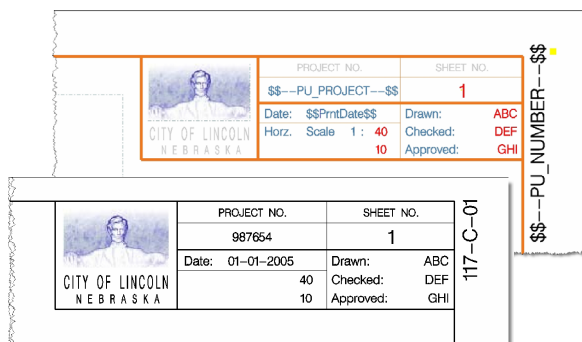 PROJECT NO. SHEET NO.
$$--PU_PROJECT--$$ 1
Date: $$PrntDate$$ Drawn: ABC
Horz. Scale 1 : 40 Checked: DEF
10 Approved: GHI
CITY OF LINCOLN
NEBRASKA
$$---PU_NUMBER---$$
PROJECT NO. SHEET NO.
987654 1
Date: 01-01-2005 Drawn: ABC
40 Checked: DEF
10 Approved: GHI
CITY OF LINCOLN
NEBRASKA
117-C-01